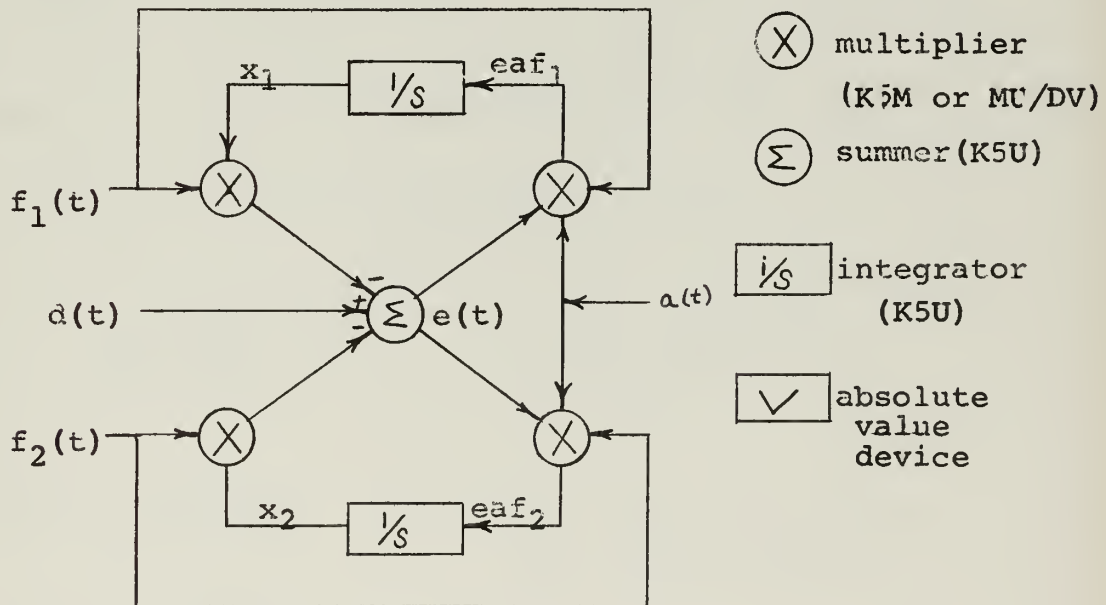 x₁
1/S
eaf₁
f₁(t)
d(t)
e(t)
a(t)
f₂(t)
x₂
1/S
eaf₂
X
X
Σ
X
X
-
+
-
X multiplier
(K5M or MU/DV)
Σ summer(K5U)
1/S integrator
(K5U)
absolute
value
device